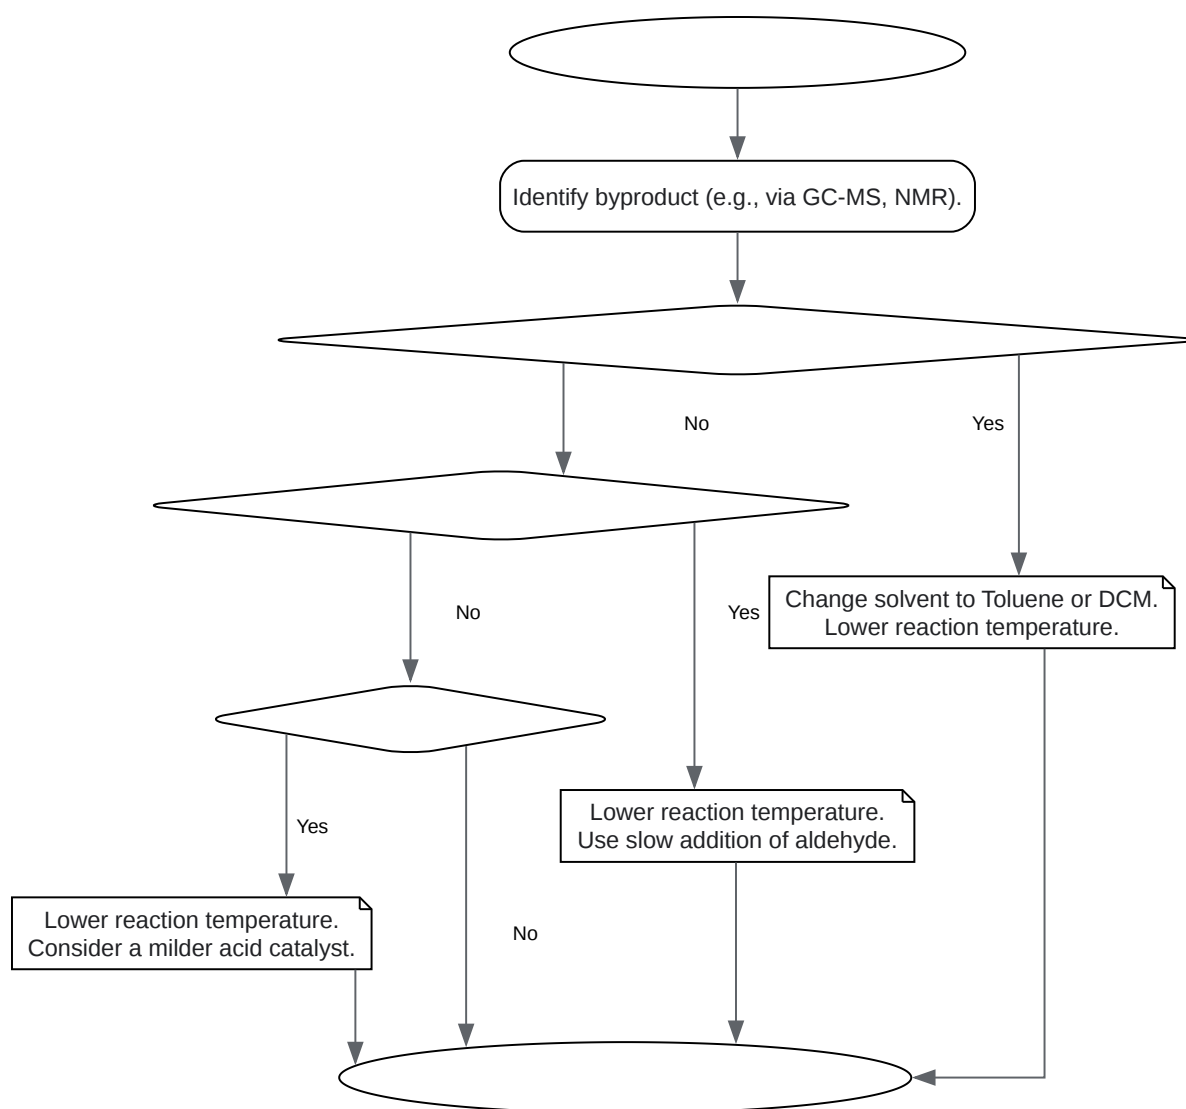 Identify byproduct (e.g., via GC-MS, NMR).
No
Yes
Change solvent to Toluene or DCM.
Lower reaction temperature.
No
Yes
Lower reaction temperature.
Use slow addition of aldehyde.
Yes
Lower reaction temperature.
Consider a milder acid catalyst.
No